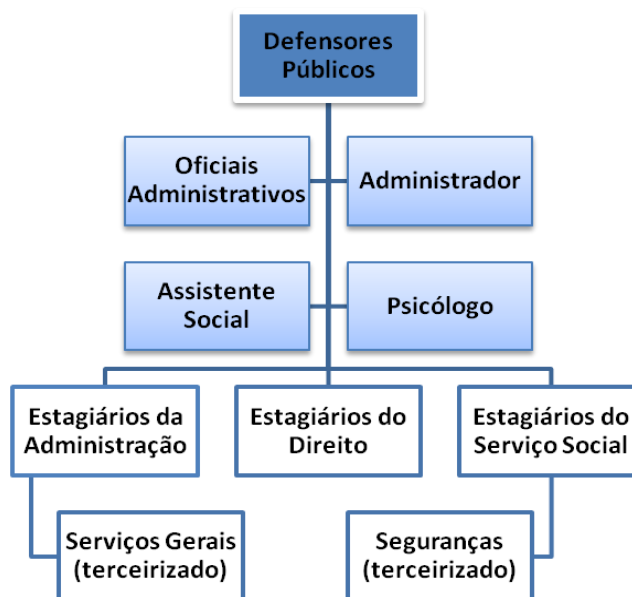 Defensores
Públicos
Oficiais
Administrativos
Administrador
Assistente
Social
Psicólogo
Estagiários da
Administração
Estagiários do
Direito
Estagiários do
Serviço Social
Serviços Gerais
(terceirizado)
Seguranças
(terceirizado)